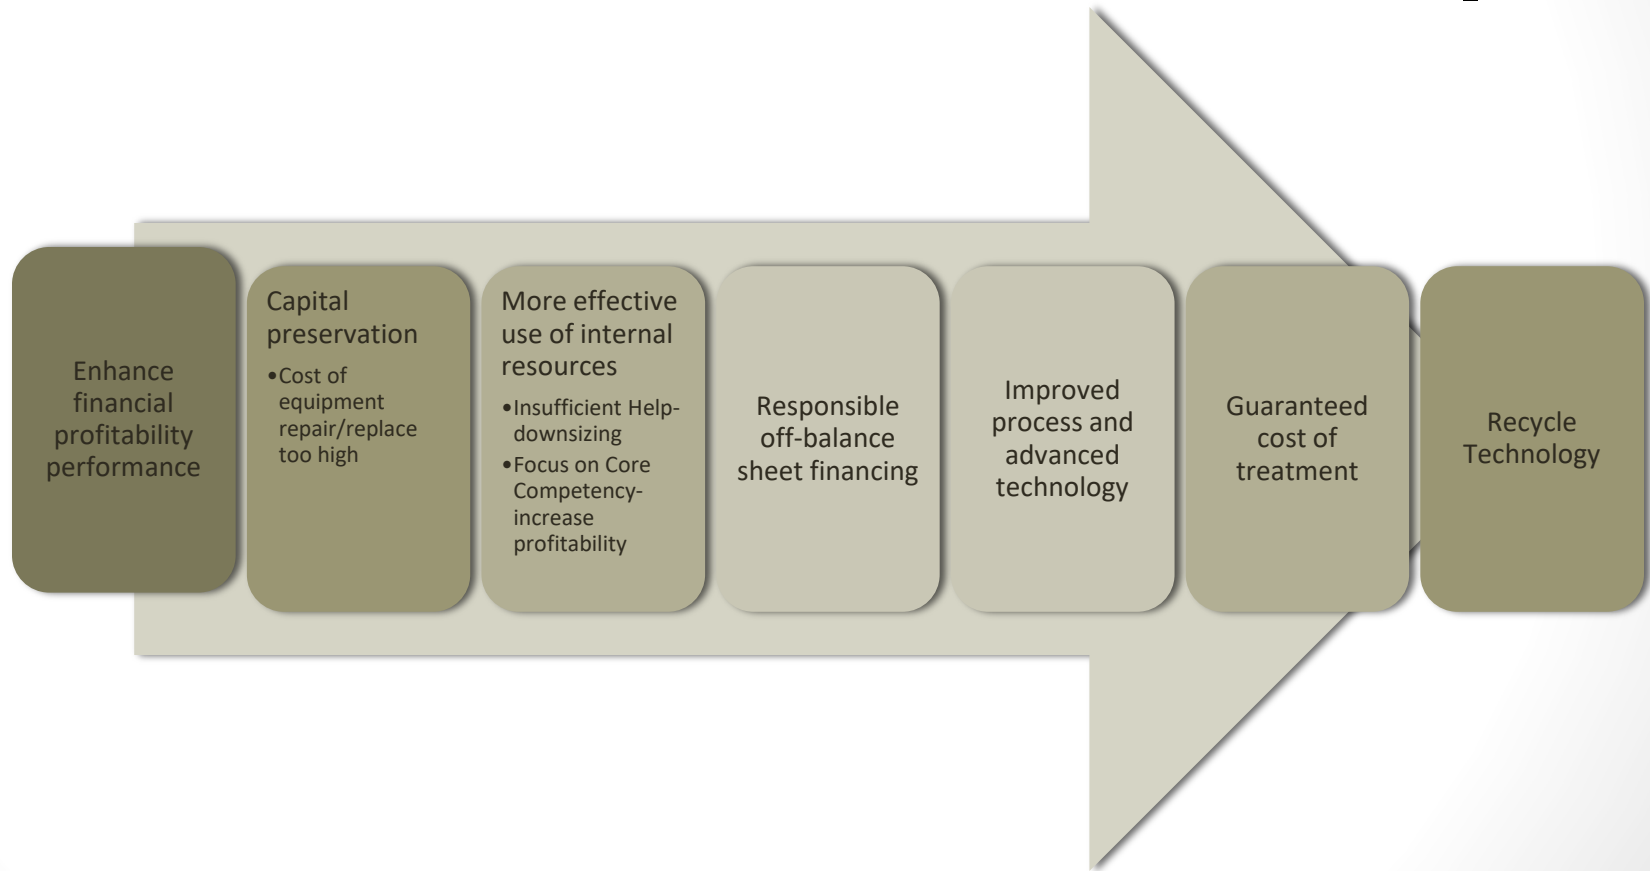 Enhance
financial
profitability
performance
Capital
preservation
•Cost of
equipment
repair/replace
too high
More effective
use of internal
resources
•Insufficient Help-
downsizing
•Focus on Core
Competency-
increase
profitability
Responsible
off-balance
sheet financing
Improved
process and
advanced
technology
Guaranteed
cost of
treatment
Recycle
Technology